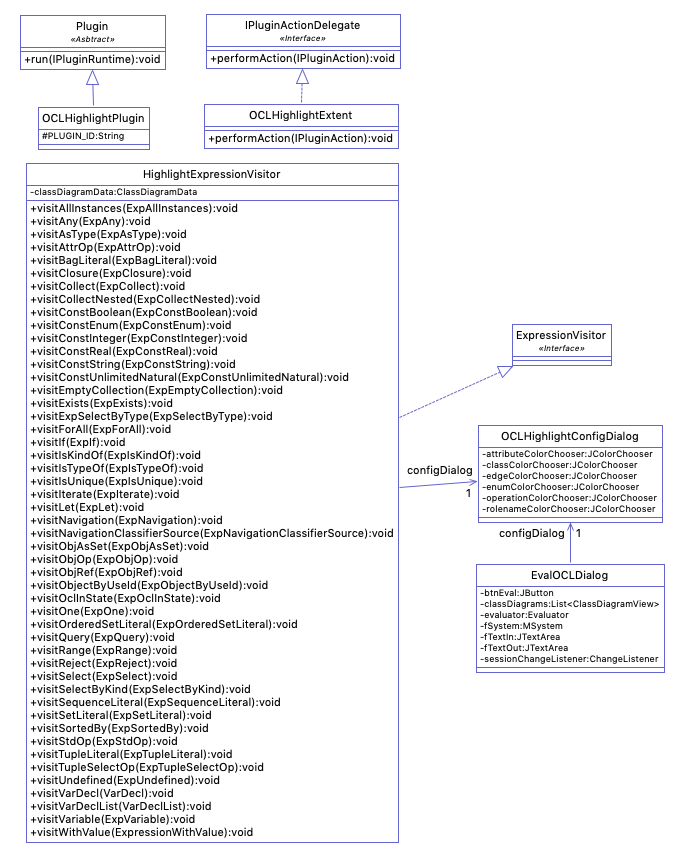 Plugin
«Asbtract»
+run(IPluginRuntime):void
IPluginActionDelegate
«Interface»
+performAction(IPluginAction):void
OCLHighlightPlugin
#PLUGIN_ID:String
OCLHighlightExtent
+performAction(IPluginAction):void
HighlightExpressionVisitor
-classDiagramData:ClassDiagramData
+visitAllInstances(ExpAllInstances):void
+visitAny(ExpAny):void
+visitAsType(ExpAsType):void
+visitAttrOp(ExpAttrOp):void
+visitBagLiteral(ExpBagLiteral):void
+visitClosure(ExpClosure):void
+visitCollect(ExpCollect):void
+visitCollectNested(ExpCollectNested):void
+visitConstBoolean(ExpConstBoolean):void
+visitConstEnum(ExpConstEnum):void
+visitConstInteger(ExpConstInteger):void
+visitConstReal(ExpConstReal):void
+visitConstString(ExpConstString):void
+visitConstUnlimitedNatural(ExpConstUnlimitedNatural):void
+visitEmptyCollection(ExpEmptyCollection):void
+visitExists(ExpExists):void
+visitExpSelectByType(ExpSelectByType):void
+visitForAll(ExpForAll):void
+visitIf(ExpIf):void
+visitIsKindOf(ExpIsKindOf):void
+visitIsTypeOf(ExpIsTypeOf):void
+visitIsUnique(ExpIsUnique):void
+visitIterate(ExpIterate):void
+visitLet(ExpLet):void
+visitNavigation(ExpNavigation):void
+visitNavigationClassifierSource(ExpNavigationClassifierSource):void
+visitObjAsSet(ExpObjAsSet):void
+visitObjOp(ExpObjOp):void
+visitObjRef(ExpObjRef):void
+visitObjectByUseId(ExpObjectByUseId):void
+visitOclInState(ExpOclInState):void
+visitOne(ExpOne):void
+visitOrderedSetLiteral(ExpOrderedSetLiteral):void
+visitQuery(ExpQuery):void
+visitRange(ExpRange):void
+visitReject(ExpReject):void
+visitSelect(ExpSelect):void
+visitSelectByKind(ExpSelectByKind):void
+visitSequenceLiteral(ExpSequenceLiteral):void
+visitSetLiteral(ExpSetLiteral):void
+visitSortedBy(ExpSortedBy):void
+visitStdOp(ExpStdOp):void
+visitTupleLiteral(ExpTupleLiteral):void
+visitTupleSelectOp(ExpTupleSelectOp):void
+visitUndefined(ExpUndefined):void
+visitVarDecl(VarDecl):void
+visitVarDeclList(VarDeclList):void
+visitVariable(ExpVariable):void
+visitWithValue(ExpressionWithValue):void
ExpressionVisitor
«Interface»
configDialog
1
OCLHighlightConfigDialog
-attributeColorChooser:JColorChooser
-classColorChooser:JColorChooser
-edgeColorChooser:JColorChooser
-enumColorChooser:JColorChooser
-operationColorChooser:JColorChooser
-rolenameColorChooser:JColorChooser
configDialog 1
EvalOCLDialog
-btnEval:JButton
-classDiagrams:List<ClassDiagramView>
-evaluator:Evaluator
-fSystem:MSystem
-fTextIn:JTextArea
-fTextOut:JTextArea
-sessionChangeListener:ChangeListener